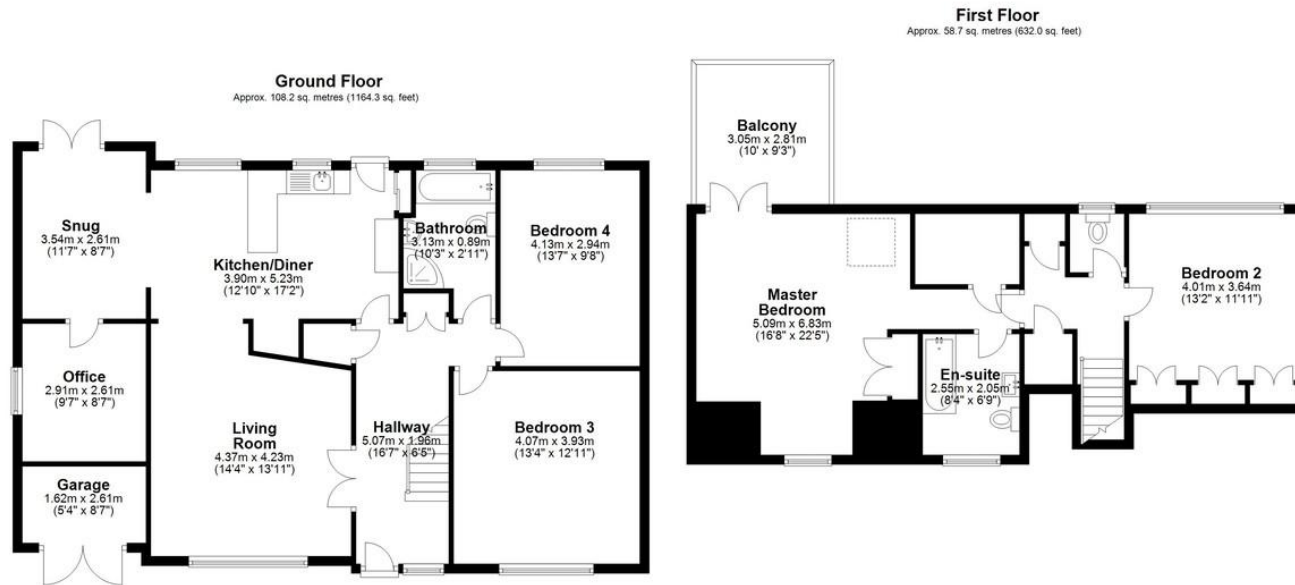 Ground Floor
Approx. 108.2 sq. metres (1164.3 sq. feet)
Snug
3.54m x 2.61m
(11'7" x 8'7")
Kitchen/Diner
3.90m x 5.23m
(12'10" x 17'2")
Bathroom
3.13m x 0.89m
(10'3" x 2'11")
Bedroom 4
4.13m x 2.94m
(13'7" x 9'8")
Office
2.91m x 2.61m
(9'7" x 8'7")
Living
Room
4.37m x 4.23m
(14'4" x 13'11")
Hallway
5.07m x 1.96m
(16'7" x 6'5")
Bedroom 3
4.07m x 3.93m
(13'4" x 12'11")
Garage
1.62m x 2.61m
(5'4" x 8'7")
First Floor
Approx. 58.7 sq. metres (632.0 sq. feet)
Balcony
3.05m x 2.81m
(10' x 9'3")
Master
Bedroom
5.09m x 6.83m
(16'8" x 22'5")
En-suite
2.55m x 2.05m
(8'4" x 6'9")
Bedroom 2
4.01m x 3.64m
(13'2" x 11'11")